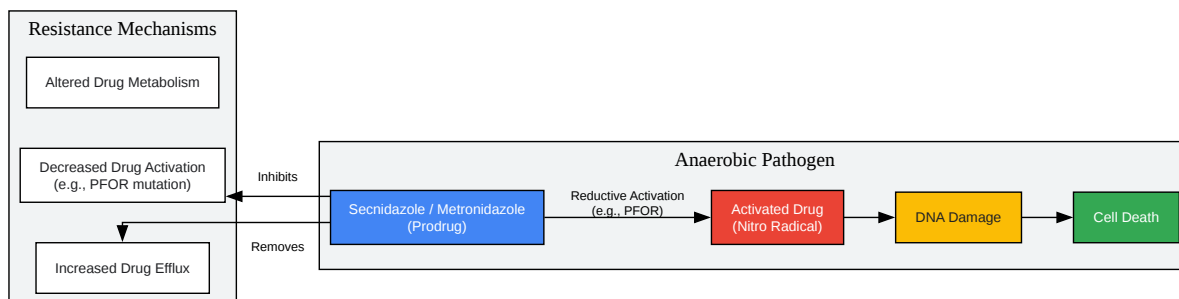 Resistance Mechanisms
Altered Drug Metabolism
Decreased Drug Activation
(e.g., PFOR mutation)
Increased Drug Efflux
Inhibits
Removes
Anaerobic Pathogen
Secnidazole / Metronidazole
(Prodrug)
Reductive Activation
(e.g., PFOR)
Activated Drug
(Nitro Radical)
DNA Damage
Cell Death